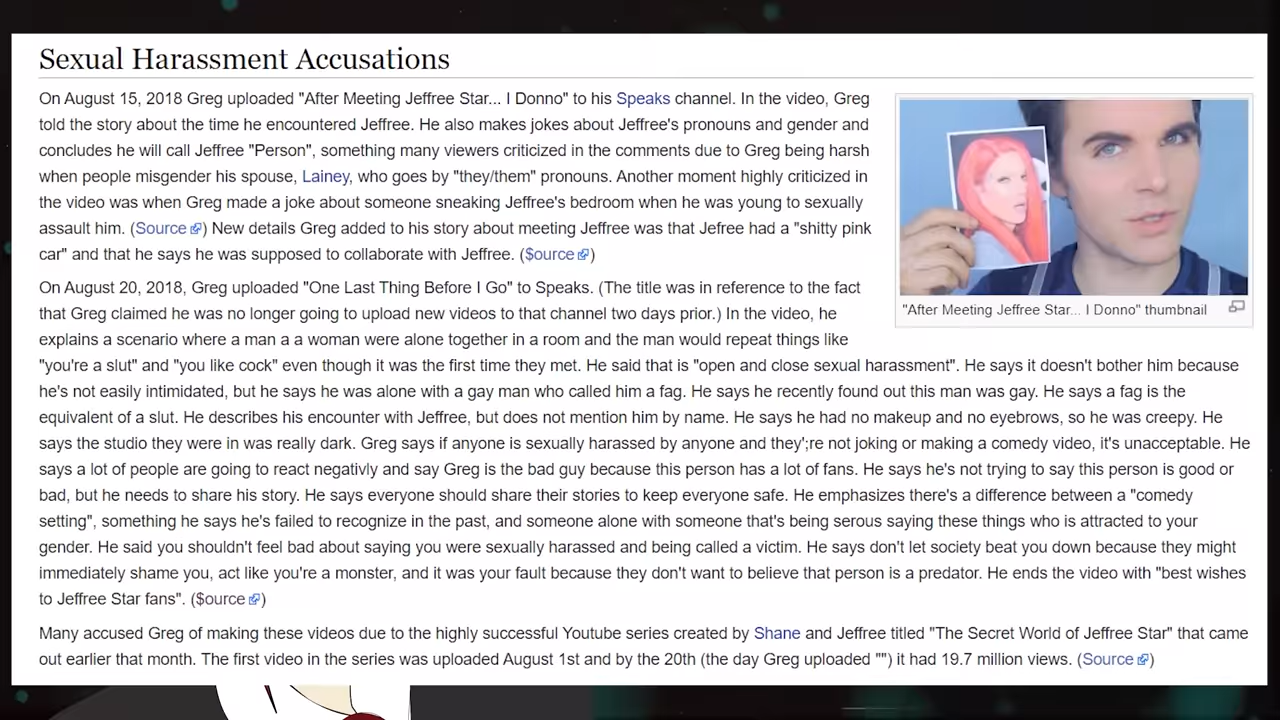 Sexual Harassment Accusations
On August 15, 2018 Greg uploaded "After Meeting Jeffree Star... I Donno" to his Speaks channel. In the video, Greg
told the story about the time he encountered Jeffree. He also makes jokes about Jeffree's pronouns and gender and
concludes he will call Jeffree "Person", something many viewers criticized in the comments due to Greg being harsh
when people misgender his spouse, Lainey, who goes by "they/them" pronouns. Another moment highly criticized in
the video was when Greg made a joke about someone sneaking Jeffree's bedroom when he was young to sexually
assault him. (Source) New details Greg added to his story about meeting Jeffree was that Jefree had a "shitty pink
car" and that he says he was supposed to collaborate with Jeffree. ($ource)
"After Meeting Jeffree Star... I Donno" thumbnail
On August 20, 2018, Greg uploaded "One Last Thing Before I Go" to Speaks. (The title was in reference to the fact
that Greg claimed he was no longer going to upload new videos to that channel two days prior.) In the video, he
explains a scenario where a man a a woman were alone together in a room and the man would repeat things like
"you're a slut" and "you like cock" even though it was the first time they met. He said that is "open and close sexual harassment". He says it doesn't bother him because
he's not easily intimidated, but he says he was alone with a gay man who called him a fag. He says he recently found out this man was gay. He says a fag is the
equivalent of a slut. He describes his encounter with Jeffree, but does not mention him by name. He says he had no makeup and no eyebrows, so he was creepy. He
says the studio they were in was really dark. Greg says if anyone is sexually harassed by anyone and they';re not joking or making a comedy video, it's unacceptable. He
says a lot of people are going to react negativly and say Greg is the bad guy because this person has a lot of fans. He says he's not trying to say this person is good or
bad, but he needs to share his story. He says everyone should share their stories to keep everyone safe. He emphasizes there's a difference between a "comedy
setting", something he says he's failed to recognize in the past, and someone alone with someone that's being serous saying these things who is attracted to your
gender. He said you shouldn't feel bad about saying you were sexually harassed and being called a victim. He says don't let society beat you down because they might
immediately shame you, act like you're a monster, and it was your fault because they don't want to believe that person is a predator. He ends the video with "best wishes
to Jeffree Star fans". ($ource)
Many accused Greg of making these videos due to the highly successful Youtube series created by Shane and Jeffree titled "The Secret World of Jeffree Star" that came
out earlier that month. The first video in the series was uploaded August 1st and by the 20th (the day Greg uploaded "") it had 19.7 million views. (Source)